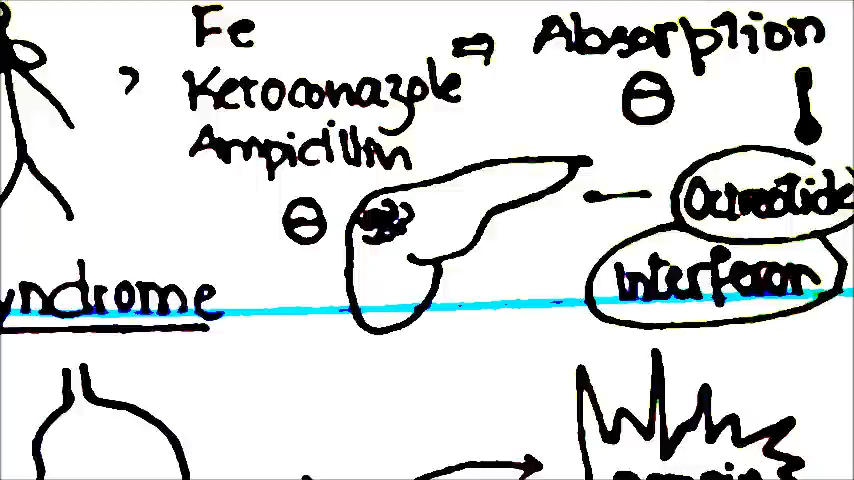 Fe
Ketoconazole ⇒ Absorption
Ampicillin
Octreotide
Interferon
yndrome